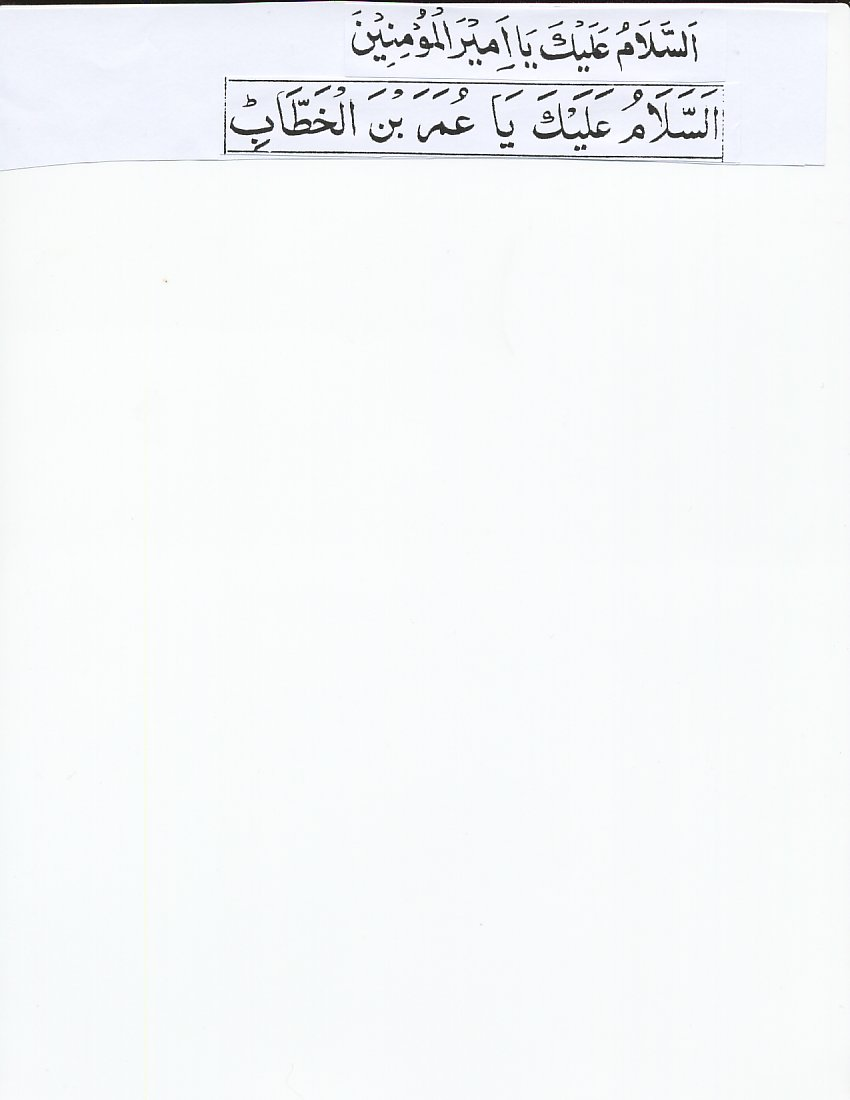 اَلسَّلَامُ عَلَيْكَ يَا اَمِيْرَ الْمُؤْمِنِيْنَ
اَلسَّلَامُ عَلَيْكَ يَا عُمَرَ بْنَ الْخَطَّابِؓ